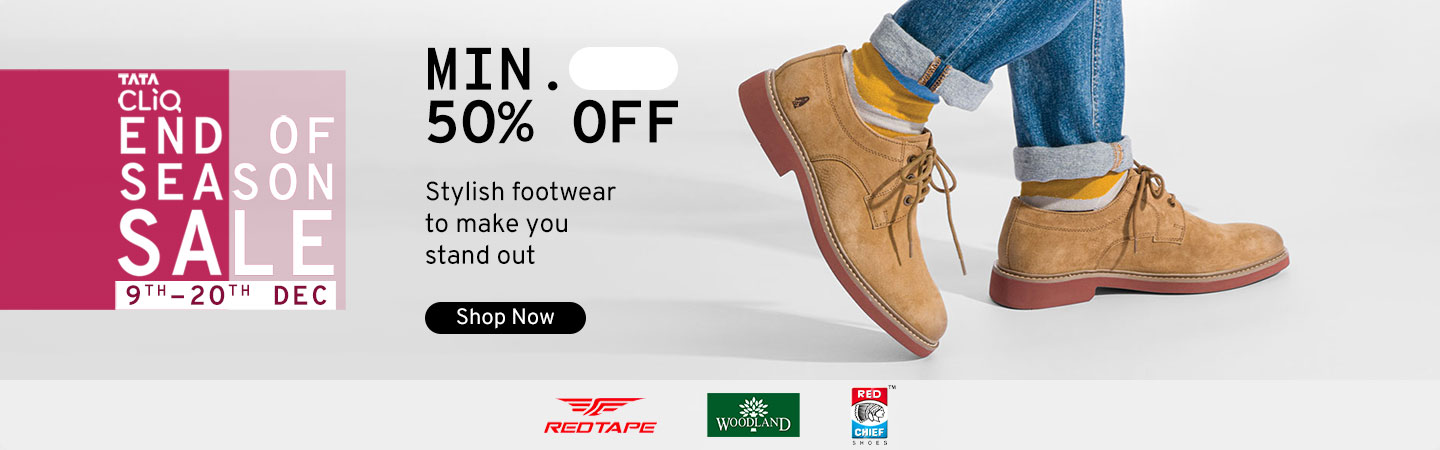 TATA
CLiQ
END OF
SEASON
SALE
9TH-20TH DEC
MIN.
50% OFF
Stylish footwear
to make you
stand out
Shop Now
REDTAPE
WOODLAND
RED
CHIEF
SHOES
TM